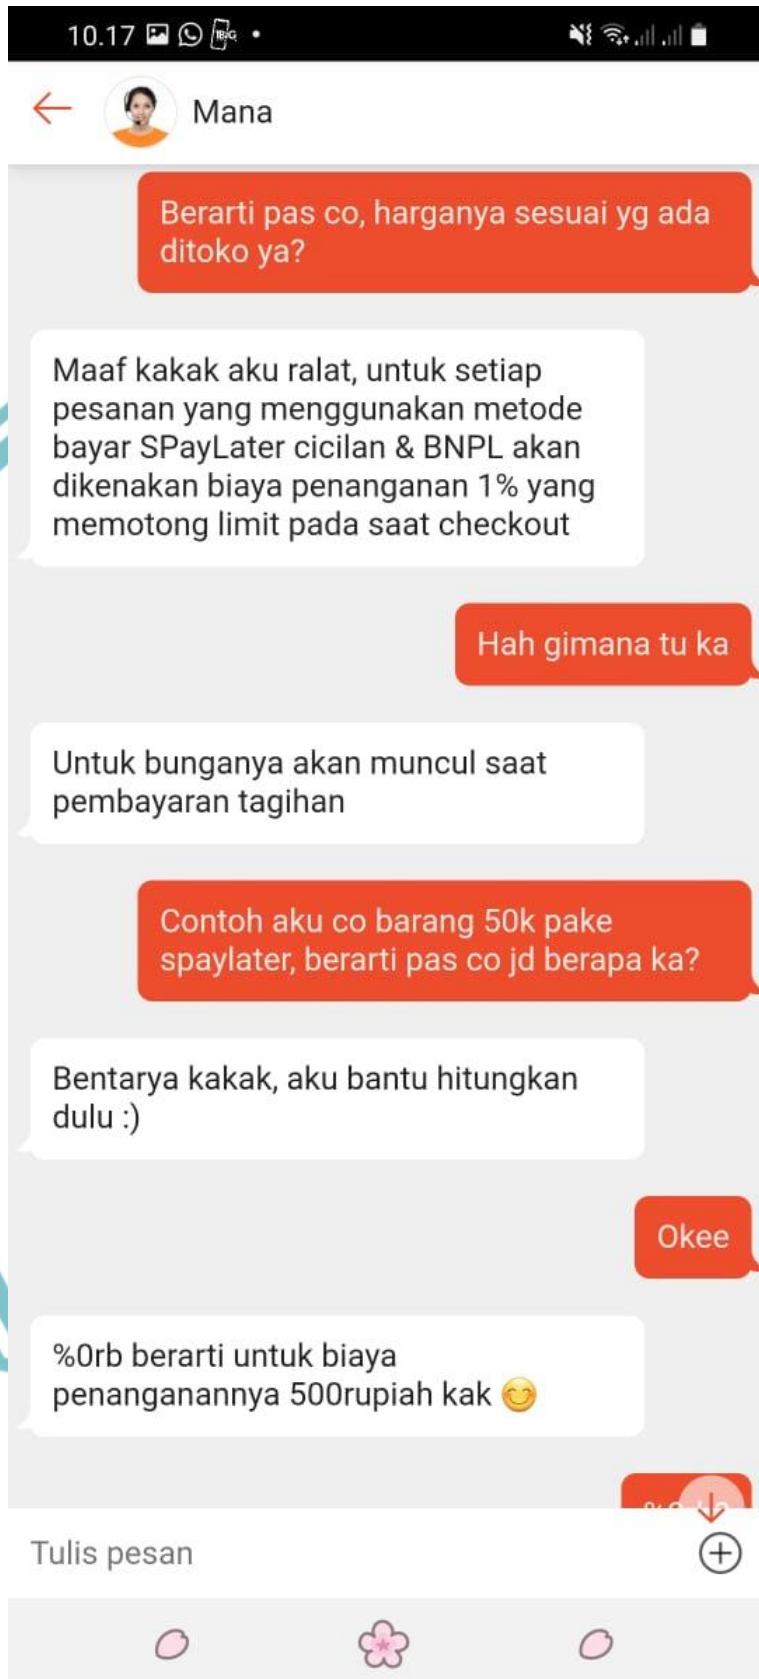 10.17
Mana
Berarti pas co, harganya sesuai yg ada
ditoko ya?
Maaf kakak aku ralat, untuk setiap
pesanan yang menggunakan metode
bayar SPayLater cicilan & BNPL akan
dikenakan biaya penanganan 1% yang
memotong limit pada saat checkout
Hah gimana tu ka
Untuk bunganya akan muncul saat
pembayaran tagihan
Contoh aku co barang 50k pake
spaylater, berarti pas co jd berapa ka?
Bentarya kakak, aku bantu hitungkan
dulu :)
Okee
%0rb berarti untuk biaya
penanganannya 500rupiah kak 😊
Tulis pesan